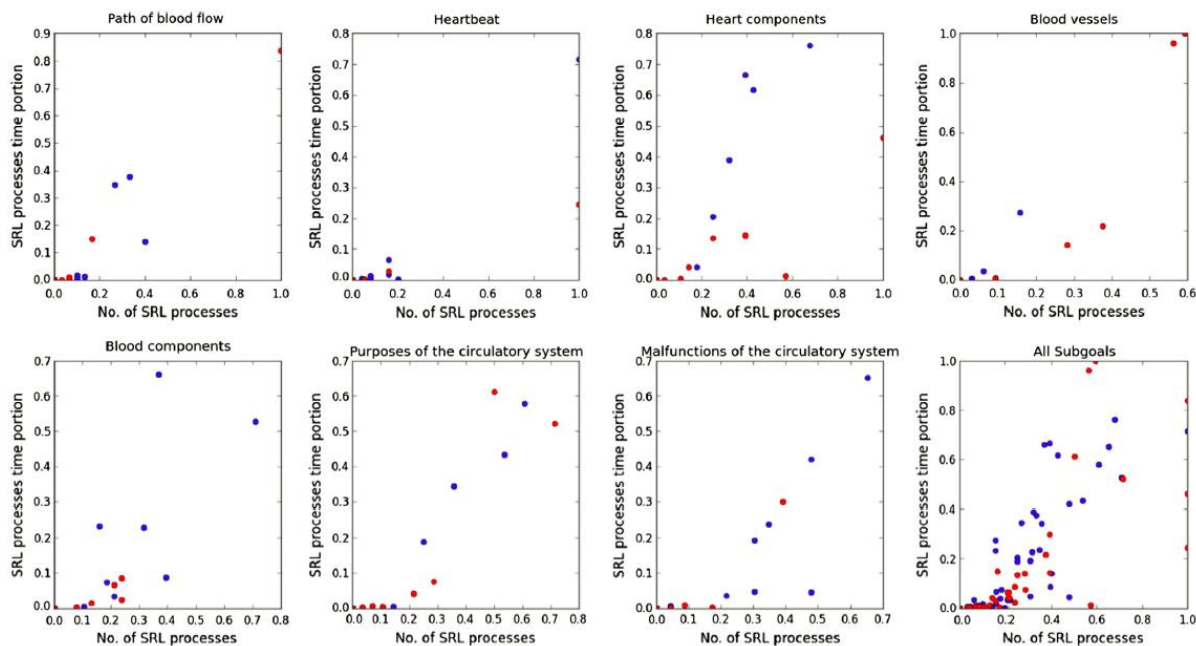 Path of blood flow
SRL processes time portion
0.9
0.8
0.7
0.6
0.5
0.4
0.3
0.2
0.1
0.0
0.0 0.2 0.4 0.6 0.8 1.0
No. of SRL processes
Heartbeat
SRL processes time portion
0.8
0.7
0.6
0.5
0.4
0.3
0.2
0.1
0.0
0.0 0.2 0.4 0.6 0.8 1.0
No. of SRL processes
Heart components
SRL processes time portion
0.8
0.7
0.6
0.5
0.4
0.3
0.2
0.1
0.0
0.0 0.2 0.4 0.6 0.8 1.0
No. of SRL processes
Blood vessels
SRL processes time portion
1.0
0.8
0.6
0.4
0.2
0.0
0.0 0.1 0.2 0.3 0.4 0.5 0.6
No. of SRL processes
Blood components
SRL processes time portion
0.7
0.6
0.5
0.4
0.3
0.2
0.1
0.0
0.0 0.1 0.2 0.3 0.4 0.5 0.6 0.7 0.8
No. of SRL processes
Purposes of the circulatory system
SRL processes time portion
0.7
0.6
0.5
0.4
0.3
0.2
0.1
0.0
0.0 0.1 0.2 0.3 0.4 0.5 0.6 0.7 0.8
No. of SRL processes
Malfunctions of the circulatory system
SRL processes time portion
0.7
0.6
0.5
0.4
0.3
0.2
0.1
0.0
0.0 0.1 0.2 0.3 0.4 0.5 0.6 0.7
No. of SRL processes
All Subgoals
SRL processes time portion
1.0
0.8
0.6
0.4
0.2
0.0
0.0 0.2 0.4 0.6 0.8 1.0
No. of SRL processes